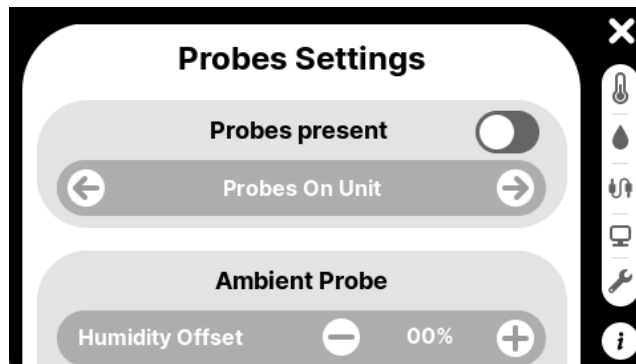 Probes Settings
Probes present
Probes On Unit
Ambient Probe
Humidity Offset 00%
i